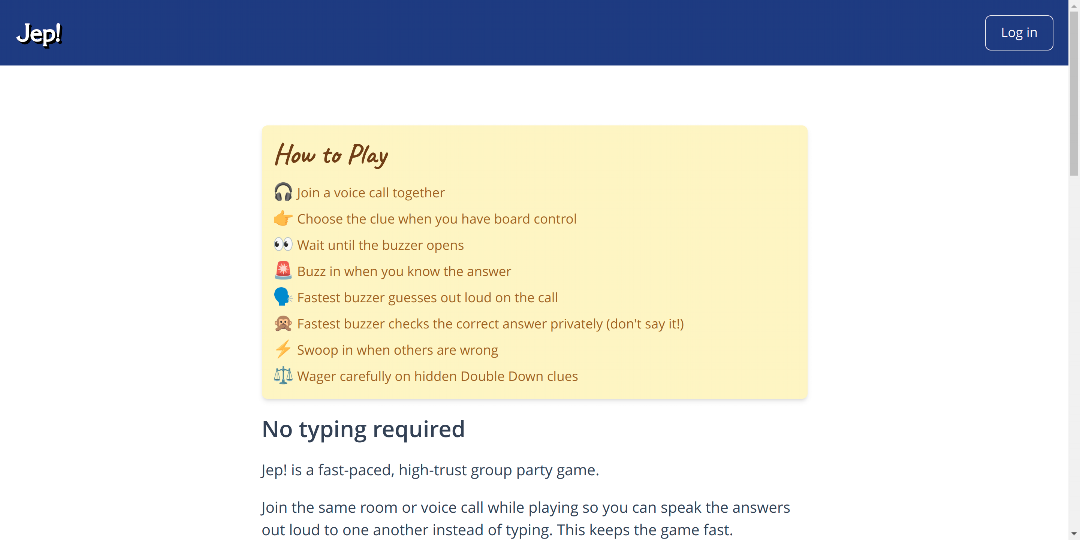 Jep!
Log in
How to Play
🎧 Join a voice call together
👉 Choose the clue when you have board control
👀 Wait until the buzzer opens
🚨 Buzz in when you know the answer
🗣️ Fastest buzzer guesses out loud on the call
🙊 Fastest buzzer checks the correct answer privately (don't say it!)
⚡ Swoop in when others are wrong
⚖️ Wager carefully on hidden Double Down clues
No typing required
Jep! is a fast-paced, high-trust group party game.
Join the same room or voice call while playing so you can speak the answers
out loud to one another instead of typing. This keeps the game fast.